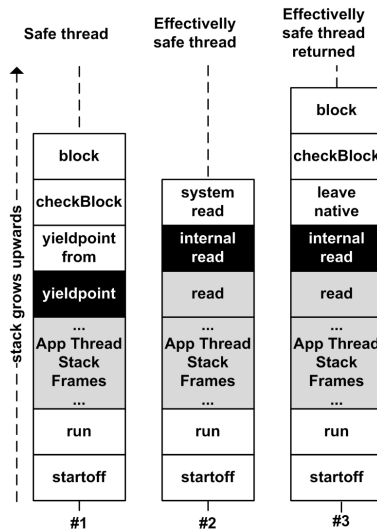 Safe thread
Effectivelly
safe thread
Effectivelly
safe thread
returned
stack grows upwards
block
checkBlock
yieldpoint
from
yieldpoint
...
App Thread
Stack
Frames
...
run
startoff
#1
system
read
internal
read
read
...
App Thread
Stack
Frames
...
run
startoff
#2
block
checkBlock
leave
native
internal
read
read
...
App Thread
Stack
Frames
...
run
startoff
#3